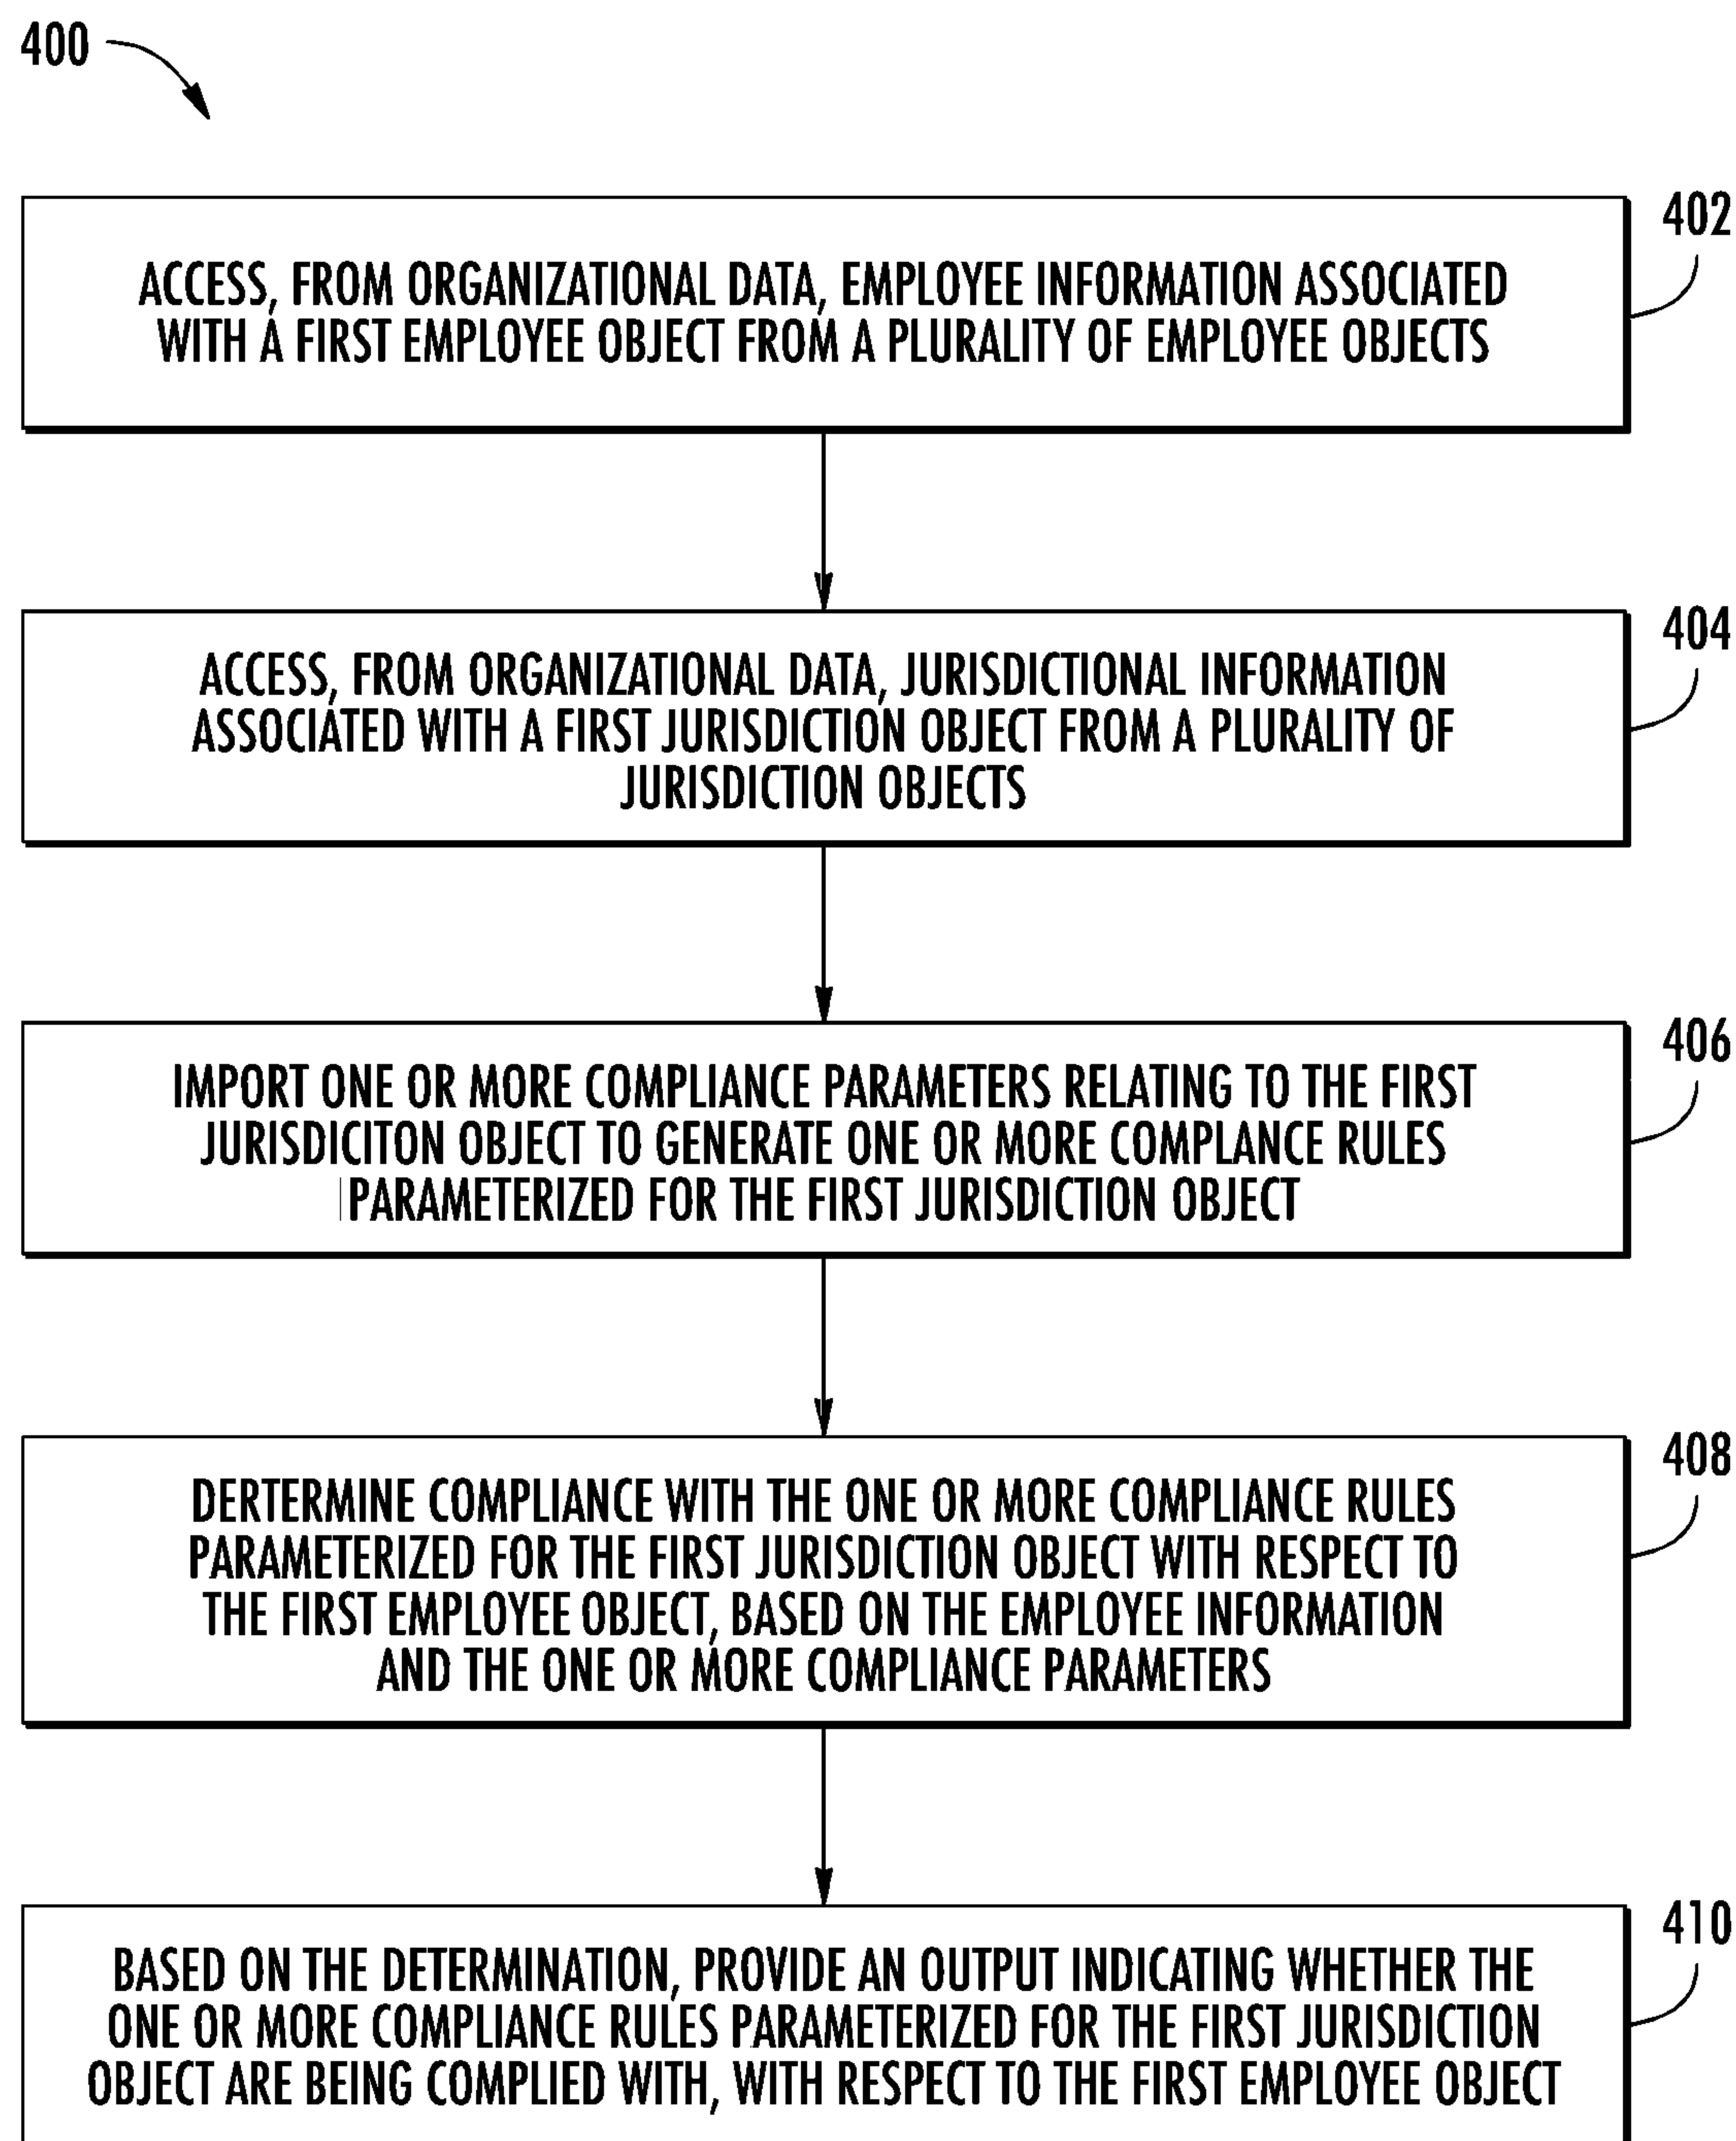 400
402
ACCESS, FROM ORGANIZATIONAL DATA, EMPLOYEE INFORMATION ASSOCIATED
WITH A FIRST EMPLOYEE OBJECT FROM A PLURALITY OF EMPLOYEE OBJECTS
404
ACCESS, FROM ORGANIZATIONAL DATA, JURISDICTIONAL INFORMATION
ASSOCIATED WITH A FIRST JURISDICTION OBJECT FROM A PLURALITY OF
JURISDICTION OBJECTS
406
IMPORT ONE OR MORE COMPLIANCE PARAMETERS RELATING TO THE FIRST
JURISDICITON OBJECT TO GENERATE ONE OR MORE COMPLANCE RULES
PARAMETERIZED FOR THE FIRST JURISDICTION OBJECT
408
DERTERMINE COMPLIANCE WITH THE ONE OR MORE COMPLIANCE RULES
PARAMETERIZED FOR THE FIRST JURISDICTION OBJECT WITH RESPECT TO
THE FIRST EMPLOYEE OBJECT, BASED ON THE EMPLOYEE INFORMATION
AND THE ONE OR MORE COMPLIANCE PARAMETERS
410
BASED ON THE DETERMINATION, PROVIDE AN OUTPUT INDICATING WHETHER THE
ONE OR MORE COMPLIANCE RULES PARAMETERIZED FOR THE FIRST JURISDICTION
OBJECT ARE BEING COMPLIED WITH, WITH RESPECT TO THE FIRST EMPLOYEE OBJECT